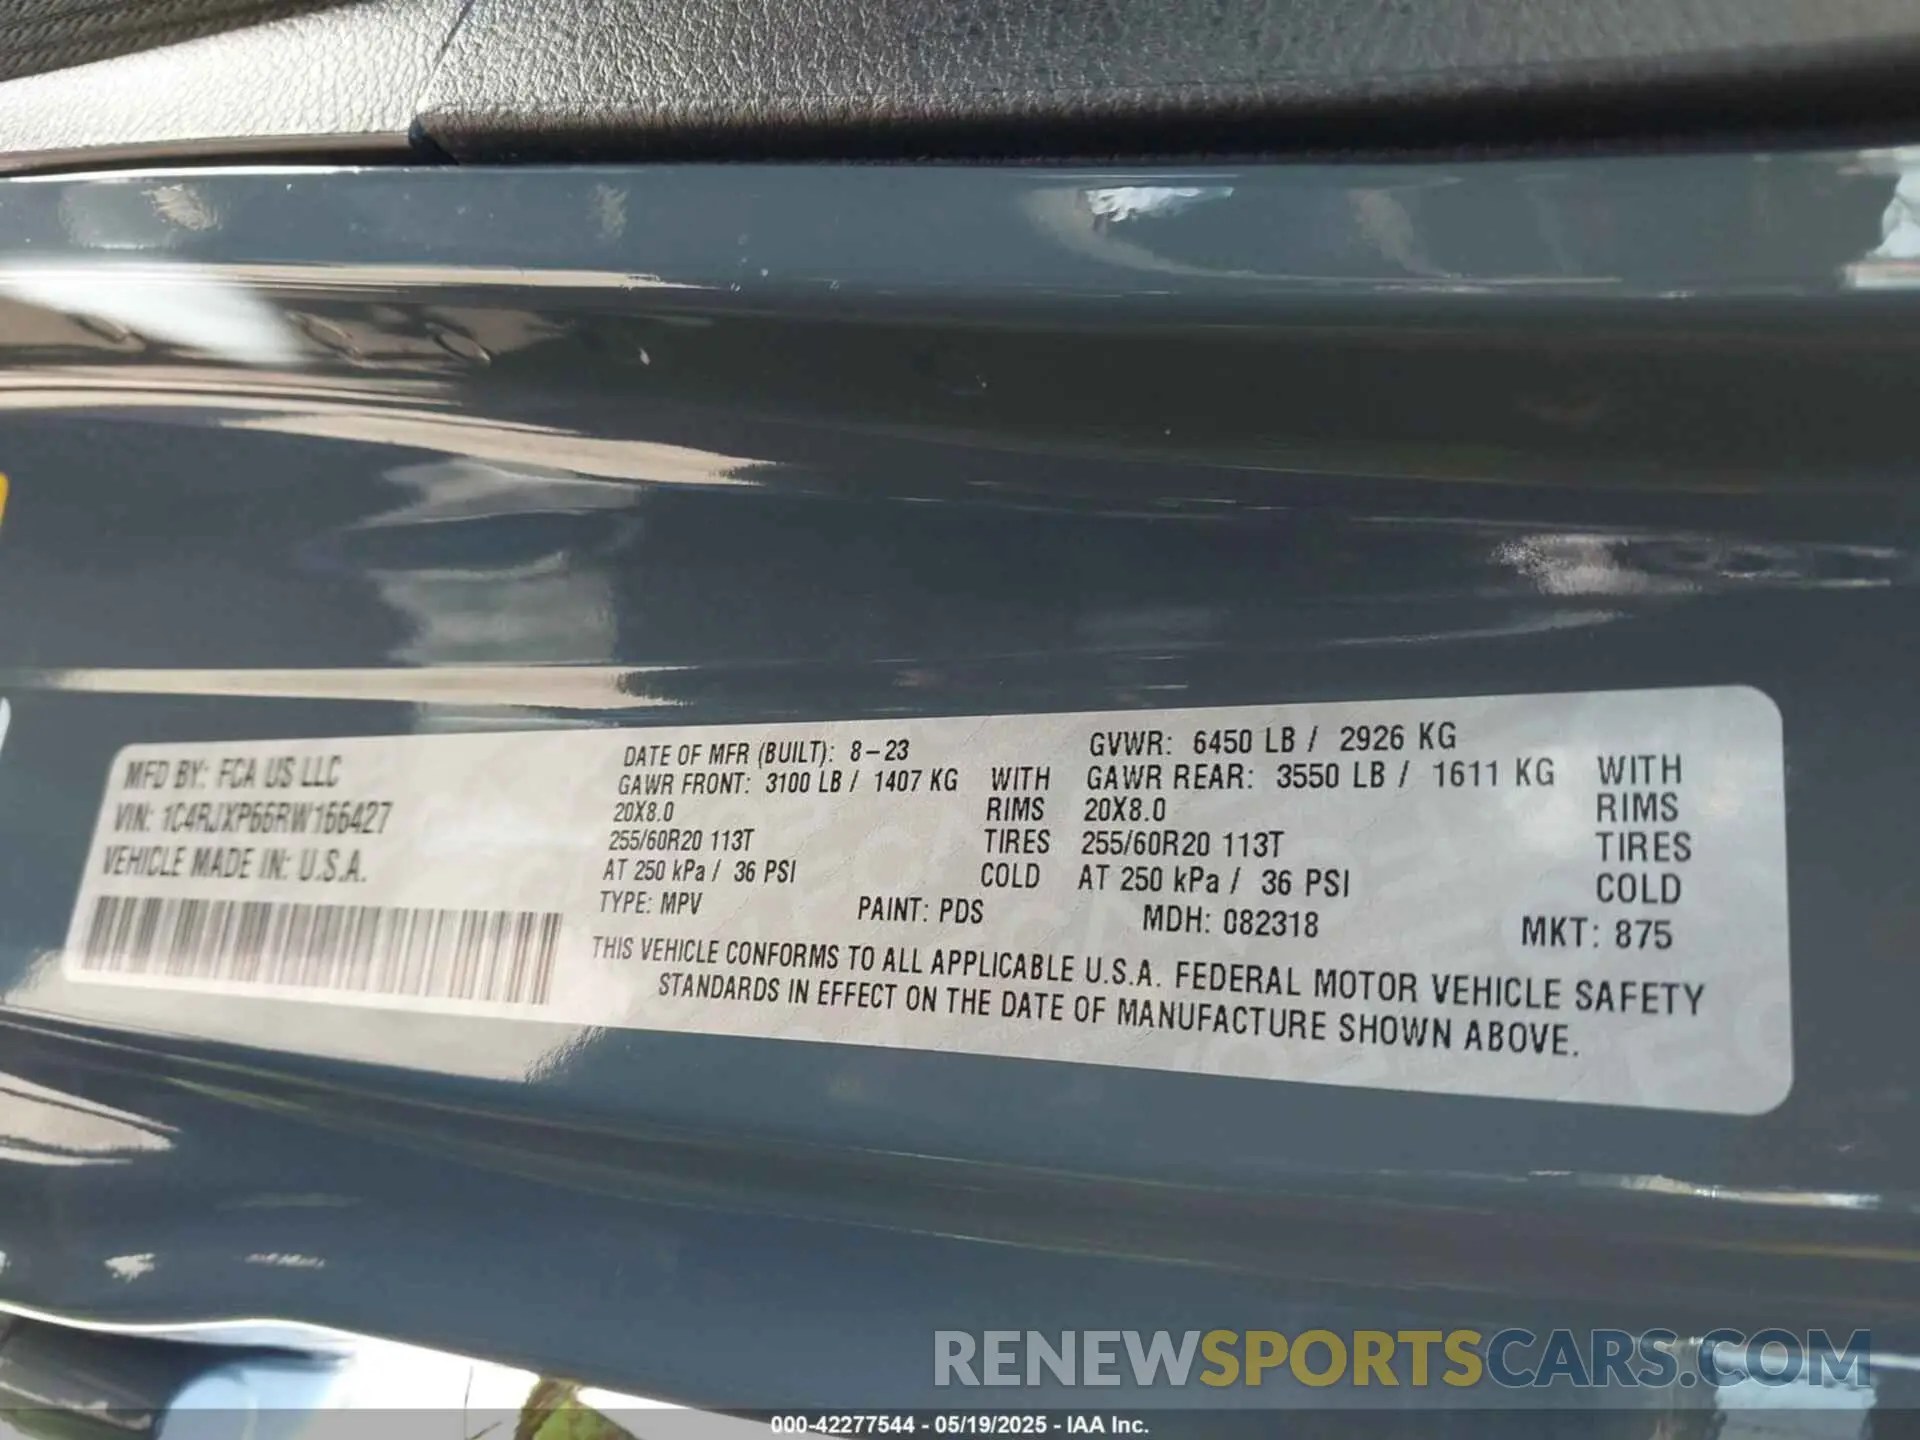 MFD BY: FCA US LLC
VIN: 1C4RJXP66RW156427
VEHICLE MADE IN: U.S.A.
DATE OF MFR (BUILT): 8-23
GAWR FRONT: 3100 LB / 1407 KG WITH
20X8.0 RIMS
255/60R20 113T TIRES
AT 250 kPa / 36 PSI COLD
GVWR: 6450 LB / 2926 KG
GAWR REAR: 3550 LB / 1611 KG WITH
20X8.0 RIMS
255/60R20 113T TIRES
AT 250 kPa / 36 PSI COLD
TYPE: MPV PAINT: PDS MDH: 082318 MKT: 875
THIS VEHICLE CONFORMS TO ALL APPLICABLE U.S.A. FEDERAL MOTOR VEHICLE SAFETY
STANDARDS IN EFFECT ON THE DATE OF MANUFACTURE SHOWN ABOVE.
RENEWSPORTSCARS.COM
000-42277544 - 05/19/2025 - IAA Inc.